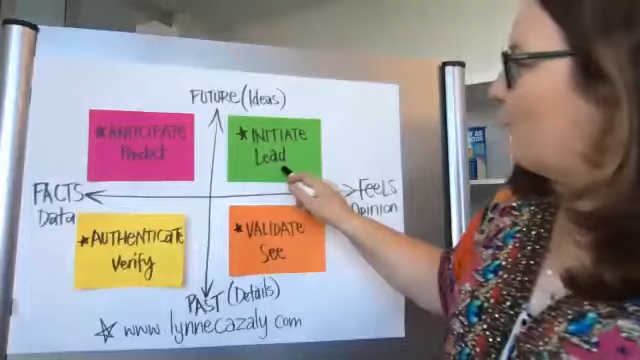 FUTURE (Ideas)
★ ANTICIPATE
Predict
★ INITIATE
Lead
FACTS
Data
FEELS
Opinion
★ AUTHENTICATE
Verify
★ VALIDATE
See
PAST (Details)
☆ www.lynnecazaly.com